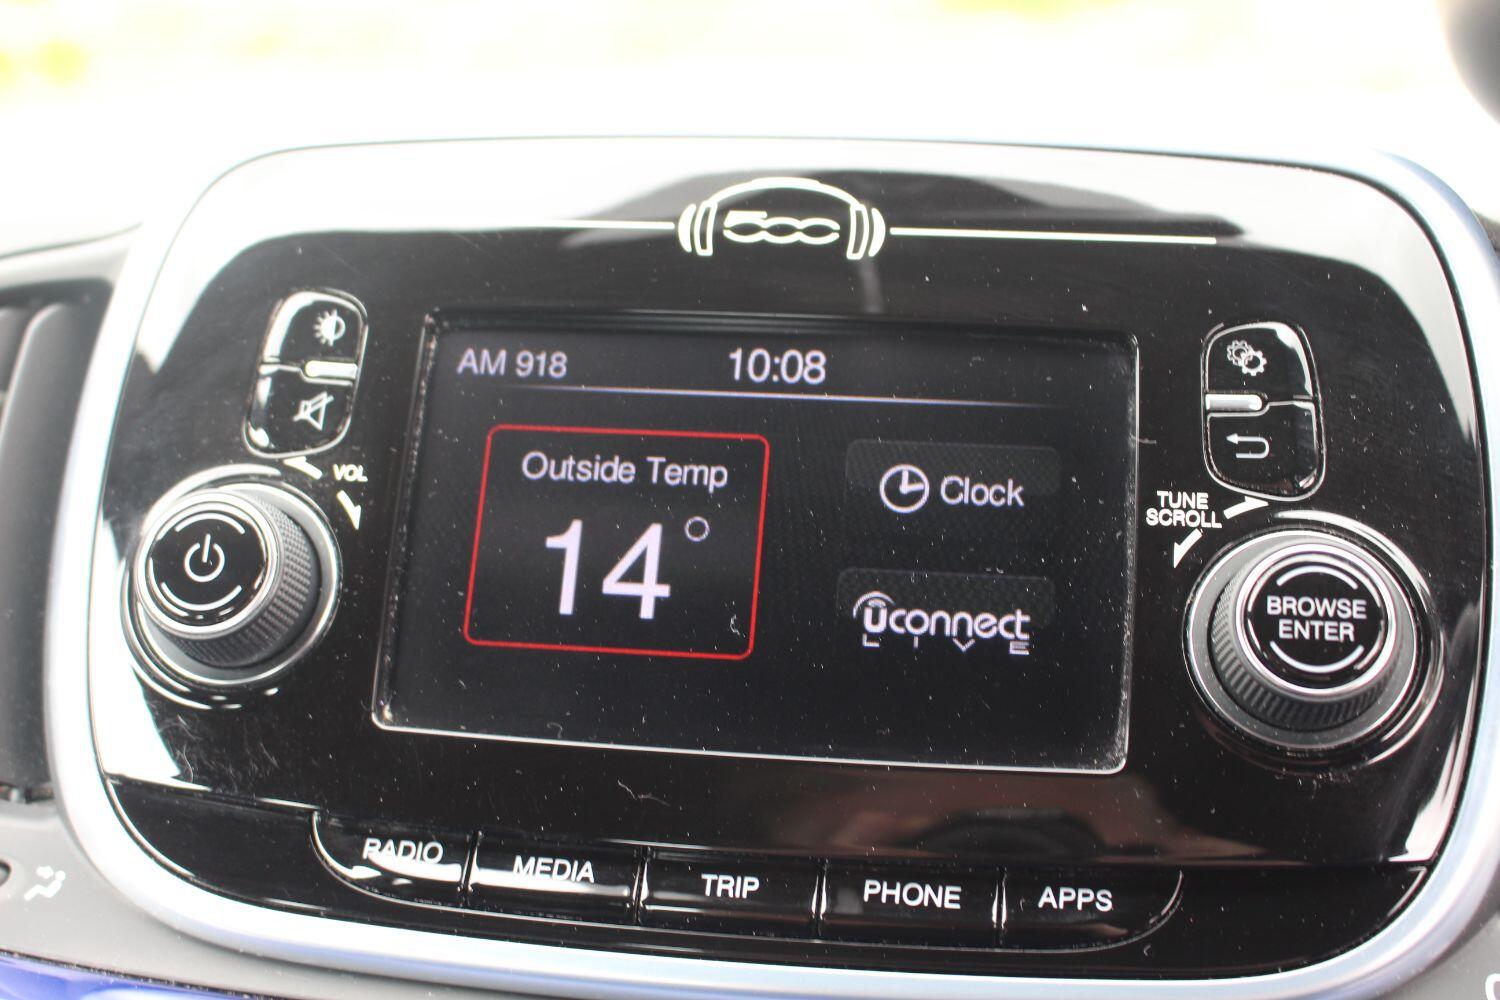 500
AM 918 10:08
Outside Temp
14°
Clock
uconnect
LIVE
VOL
TUNE
SCROLL
BROWSE
ENTER
RADIO
MEDIA
TRIP
PHONE
APPS